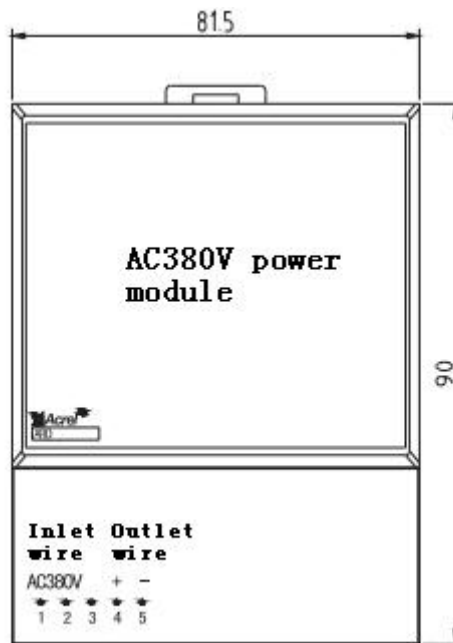 81.5
AC380V power
module
90
Acrel
Inlet Outlet
wire wire
AC380V + −
1 2 3 4 5